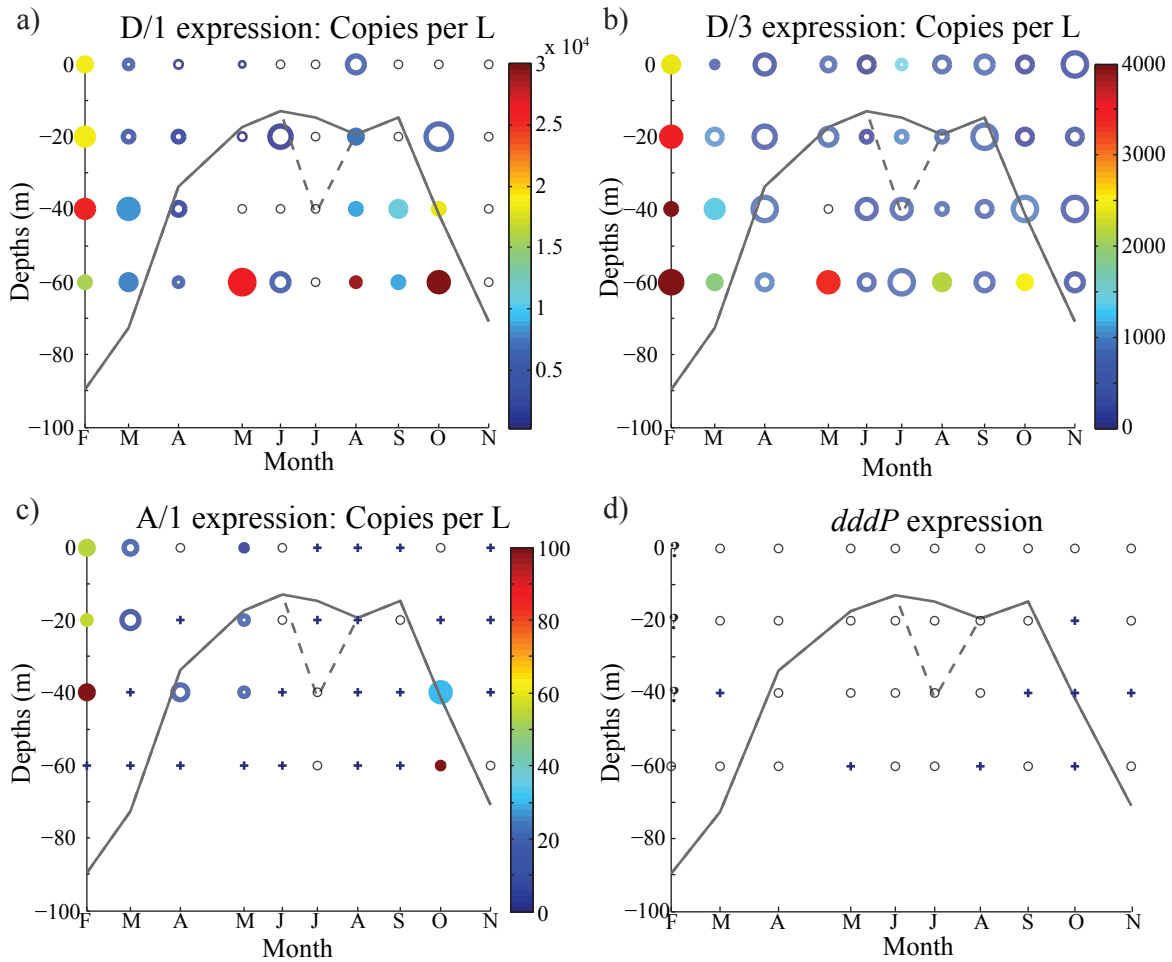 a)
D/1 expression: Copies per L
x 10⁴
0
−20
−40
−60
−80
−100
Depths (m)
F M A M J J A S O N
Month
3
2.5
2
1.5
1
0.5
b)
D/3 expression: Copies per L
0
−20
−40
−60
−80
−100
Depths (m)
F M A M J J A S O N
Month
4000
3000
2000
1000
0
c)
A/1 expression: Copies per L
0
−20
−40
−60
−80
−100
Depths (m)
F M A M J J A S O N
Month
100
80
60
40
20
0
d)
dddP expression
0 ?
−20 ?
−40 ?
−60
−80
−100
Depths (m)
F M A M J J A S O N
Month